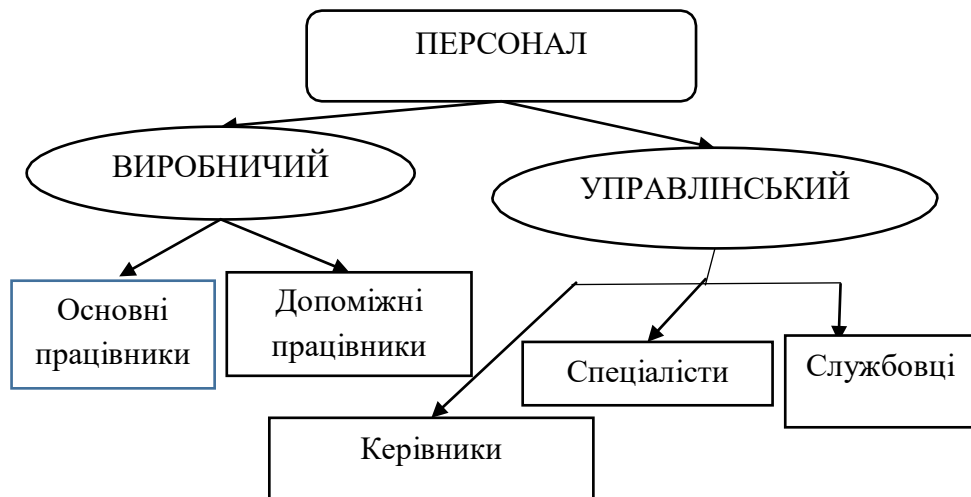 ПЕРСОНАЛ
ВИРОБНИЧИЙ
УПРАВЛІНСЬКИЙ
Основні
працівники
Допоміжні
працівники
Спеціалісти
Службовці
Керівники